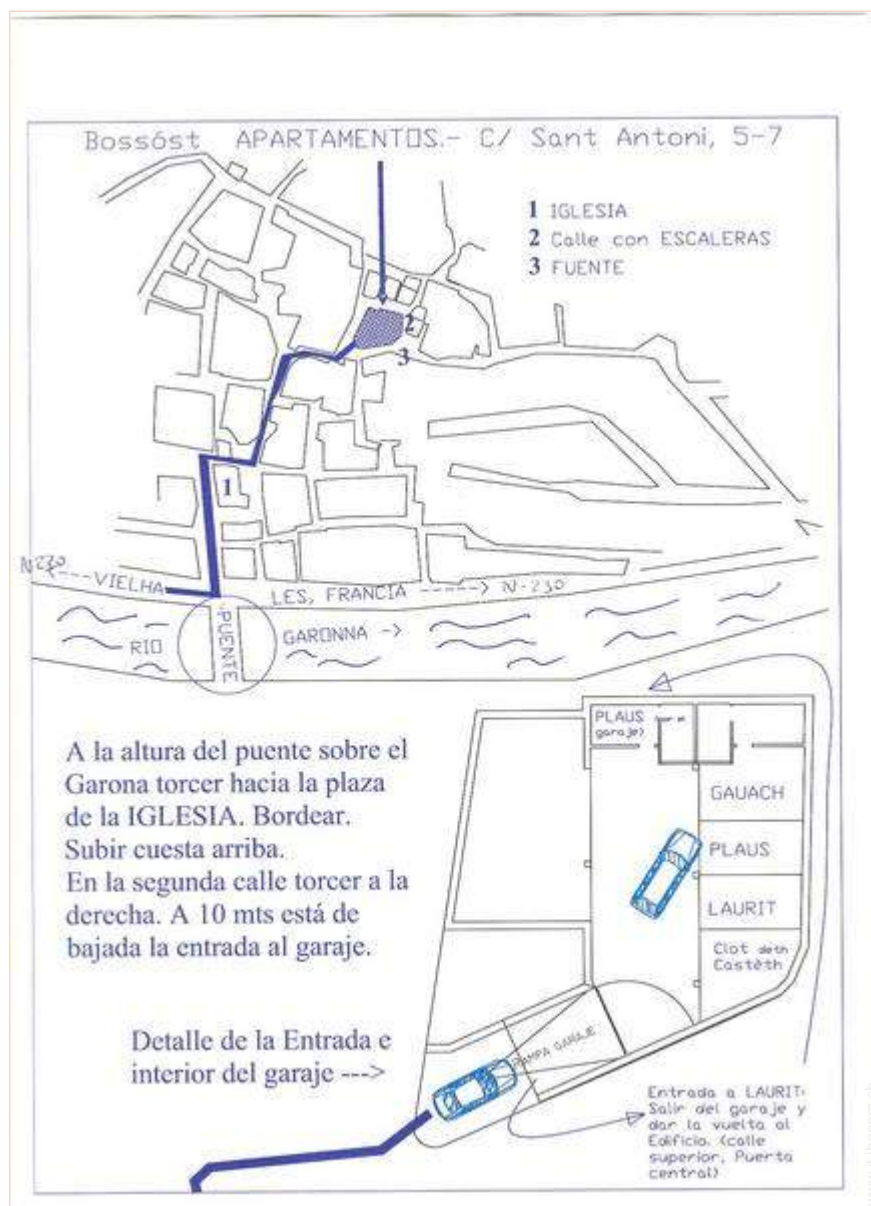 Bossóst APARTAMENTOS.- C/ Sant Antoni, 5-7
1 IGLESIA
2 Calle con ESCALERAS
3 FUENTE
2
3
1
N-230
<---- VIELHA
LES, FRANCIA -----> N-230
RIO
PUENTE
GARONNA ->
A la altura del puente sobre el
Garona torcer hacia la plaza
de la IGLESIA. Bordear.
Subir cuesta arriba.
En la segunda calle torcer a la
derecha. A 10 mts está de
bajada la entrada al garaje.
PLAUS (por el
garaje)
GAUACH
PLAUS
LAURIT
Clot deth
Castèth
RAMPA GARAJE
Detalle de la Entrada e
interior del garaje --->
Entrada a LAURIT:
Salir del garaje y
dar la vuelta al
Edificio. (calle
superior, Puerta
central)